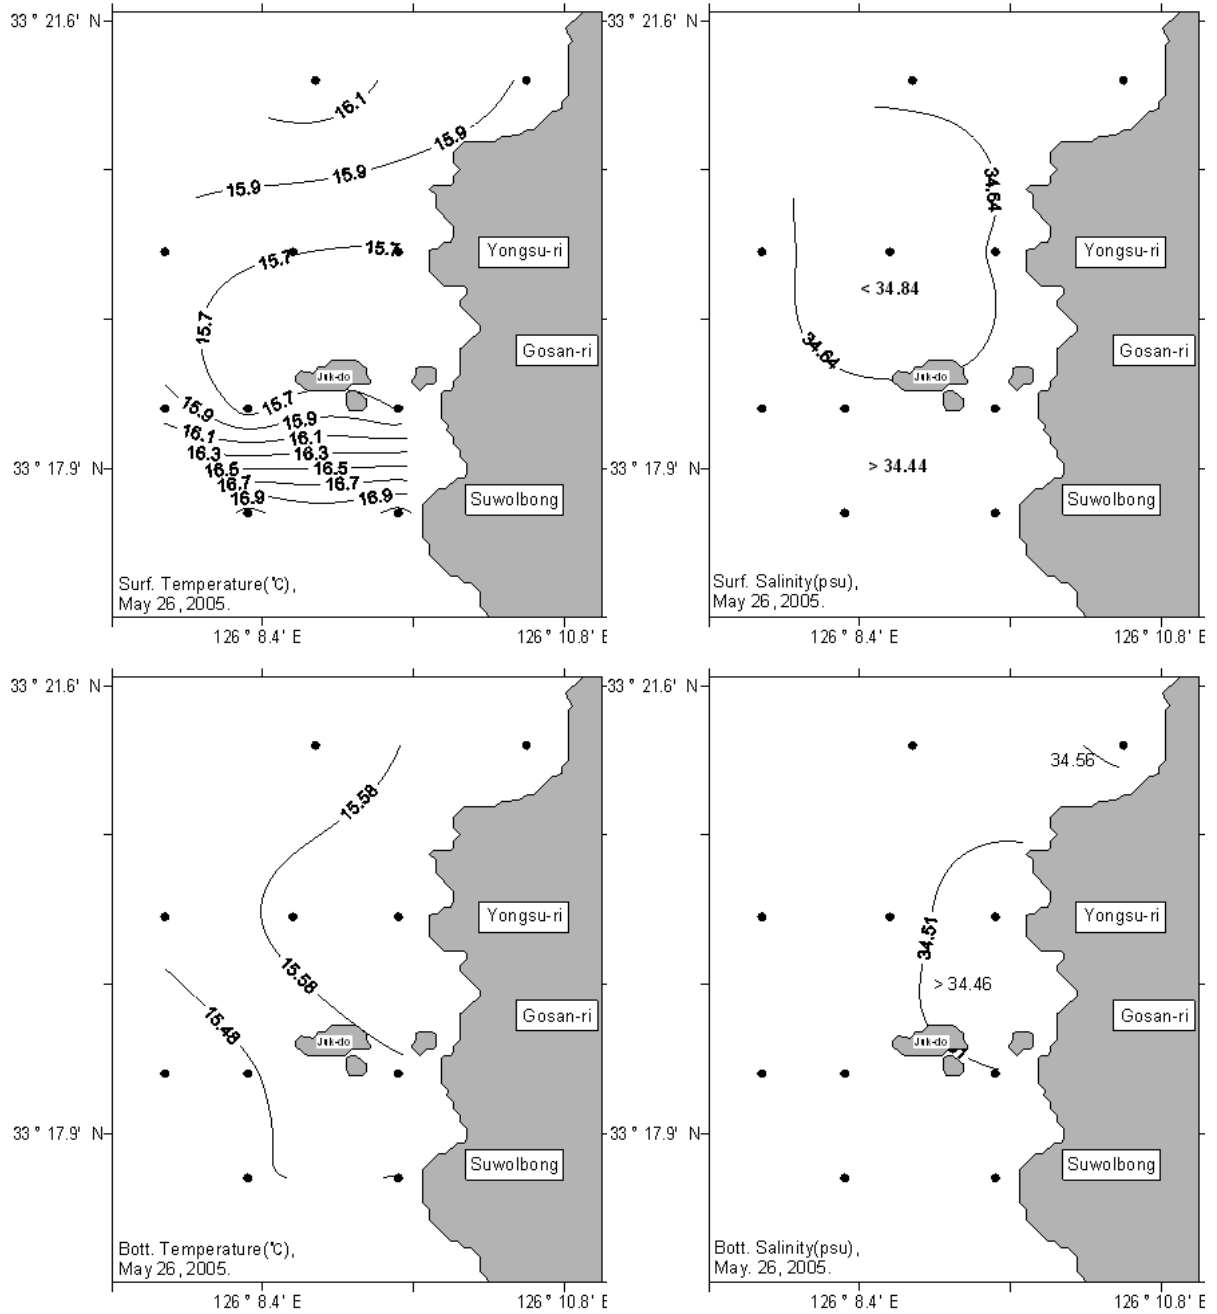 33 ° 21.6' N
16.1
15.9
15.9
15.9
15.7
15.7
15.7
Yongsu-ri
Gosan-ri
Juk-do
15.7
15.9
15.9
16.1
16.1
16.3
16.3
16.5
16.5
16.7
16.7
16.9
16.9
33 ° 17.9' N
Suwolbong
Surf. Temperature(℃),
May 26, 2005.
126 ° 8.4' E
126 ° 10.8' E
34.64
Yongsu-ri
< 34.84
34.64
Gosan-ri
Juk-do
> 34.44
33 ° 17.9' N
Suwolbong
Surf. Salinity(psu),
May 26, 2005.
126 ° 8.4' E
126 ° 10.8' E
33 ° 21.6' N
33 ° 21.6' N
15.58
Yongsu-ri
15.58
15.48
Gosan-ri
Juk-do
33 ° 17.9' N
Suwolbong
Bott. Temperature(℃),
May 26, 2005.
126 ° 8.4' E
126 ° 10.8' E
33 ° 21.6' N
34.56
34.51
Yongsu-ri
> 34.46
Gosan-ri
Juk-do
33 ° 17.9' N
Suwolbong
Bott. Salinity(psu),
May. 26, 2005.
126 ° 8.4' E
126 ° 10.8' E